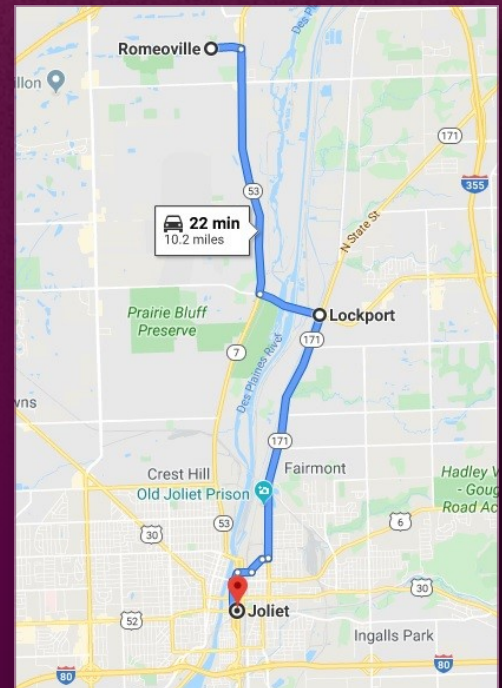 Des Plaines
Romeoville
illon
171
53
355
22 min
10.2 miles
N State St
Prairie Bluff
Preserve
Lockport
171
7
Des Plaines River
171
Crest Hill
Fairmont
Old Joliet Prison
Hadley V
- Goug
Road Ac
wns
53
6
30
30
Joliet
52
Ingalls Park
80
80